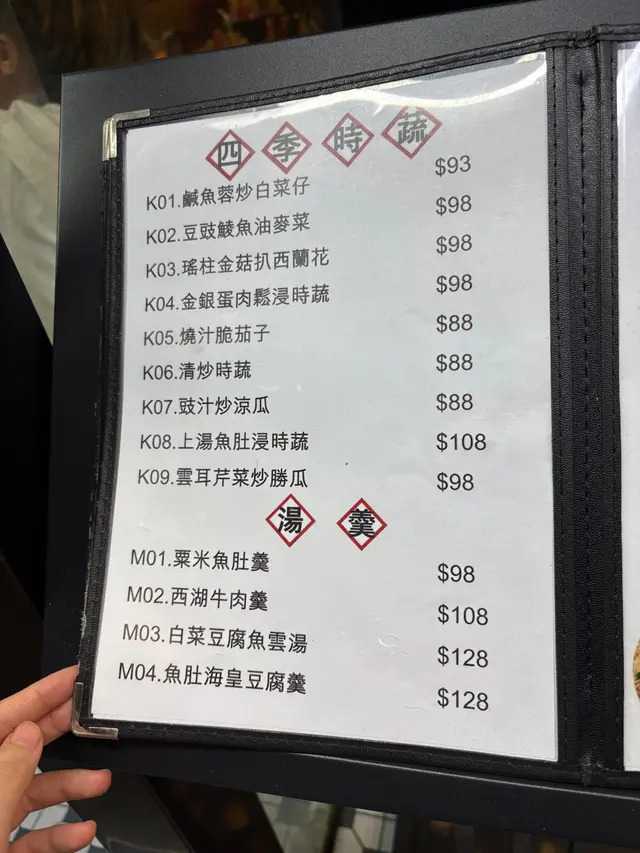 四季時蔬
K01.鹹魚蓉炒白菜仔 $93
K02.豆豉鯪魚油麥菜 $98
K03.瑤柱金菇扒西蘭花 $98
K04.金銀蛋肉鬆浸時蔬 $98
K05.燒汁脆茄子 $88
K06.清炒時蔬 $88
K07.豉汁炒涼瓜 $88
K08.上湯魚肚浸時蔬 $108
K09.雲耳芹菜炒勝瓜 $98
湯羹
M01.粟米魚肚羹 $98
M02.西湖牛肉羹 $108
M03.白菜豆腐魚雲湯 $128
M04.魚肚海皇豆腐羹 $128